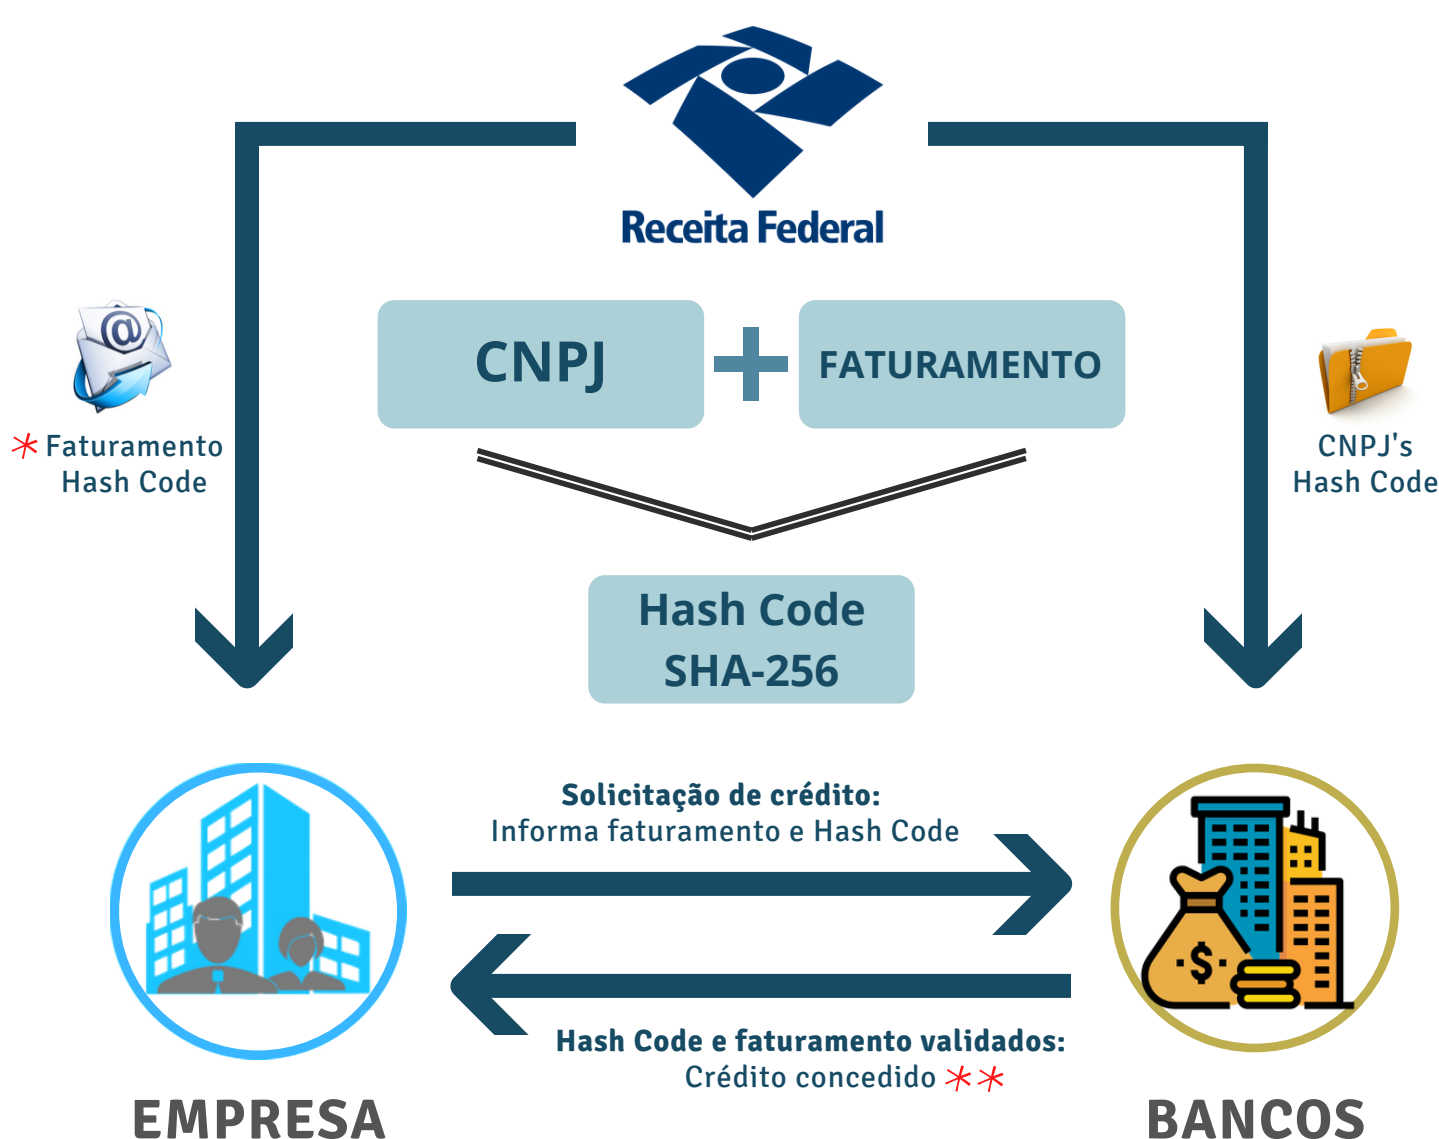 Receita Federal
CNPJ
FATURAMENTO
* Faturamento
Hash Code
CNPJ's
Hash Code
Hash Code
SHA-256
Solicitação de crédito:
Informa faturamento e Hash Code
Hash Code e faturamento validados:
Crédito concedido **
EMPRESA
BANCOS